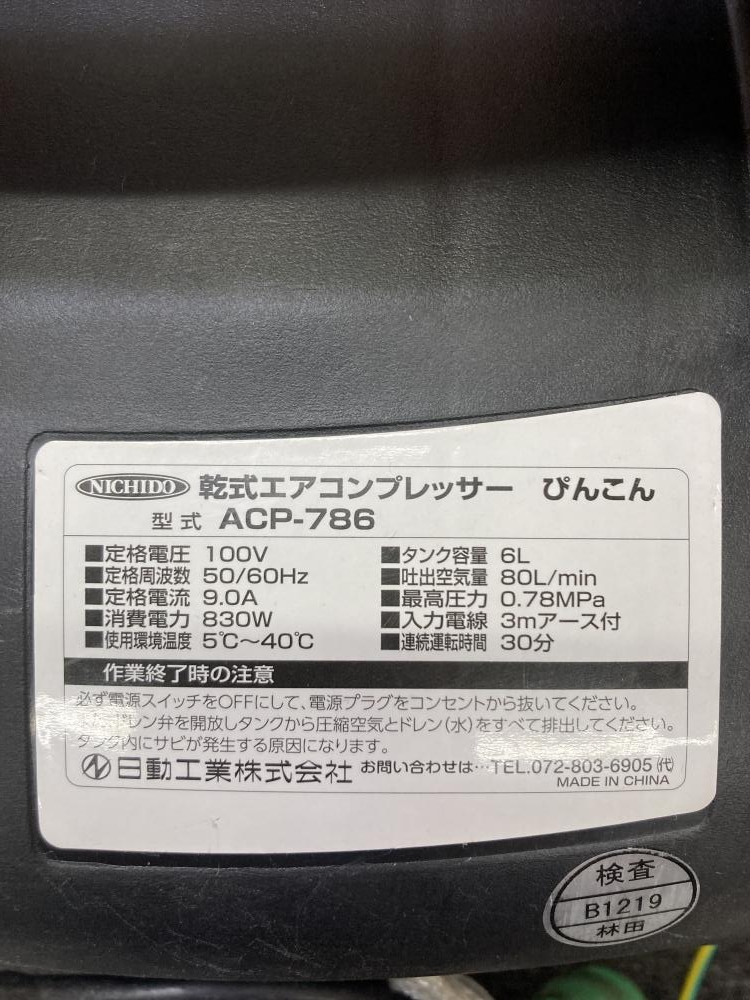 NICHIDO 乾式エアコンプレッサー ぴんこん
型式 ACP-786
■定格電圧 100V ■タンク容量 6L
■定格周波数 50/60Hz ■吐出空気量 80L/min
■定格電流 9.0A ■最高圧力 0.78MPa
■消費電力 830W ■入力電線 3mアース付
■使用環境温度 5℃〜40℃ ■連続運転時間 30分
作業終了時の注意
必ず電源スイッチをOFFにして、電源プラグをコンセントから抜いてください。
ドレン弁を開放しタンクから圧縮空気とドレン(水)をすべて排出してください。
タンク内にサビが発生する原因になります。
日動工業株式会社 お問い合わせは…TEL.072-803-6905(代)
MADE IN CHINA
検査
B1219
林田